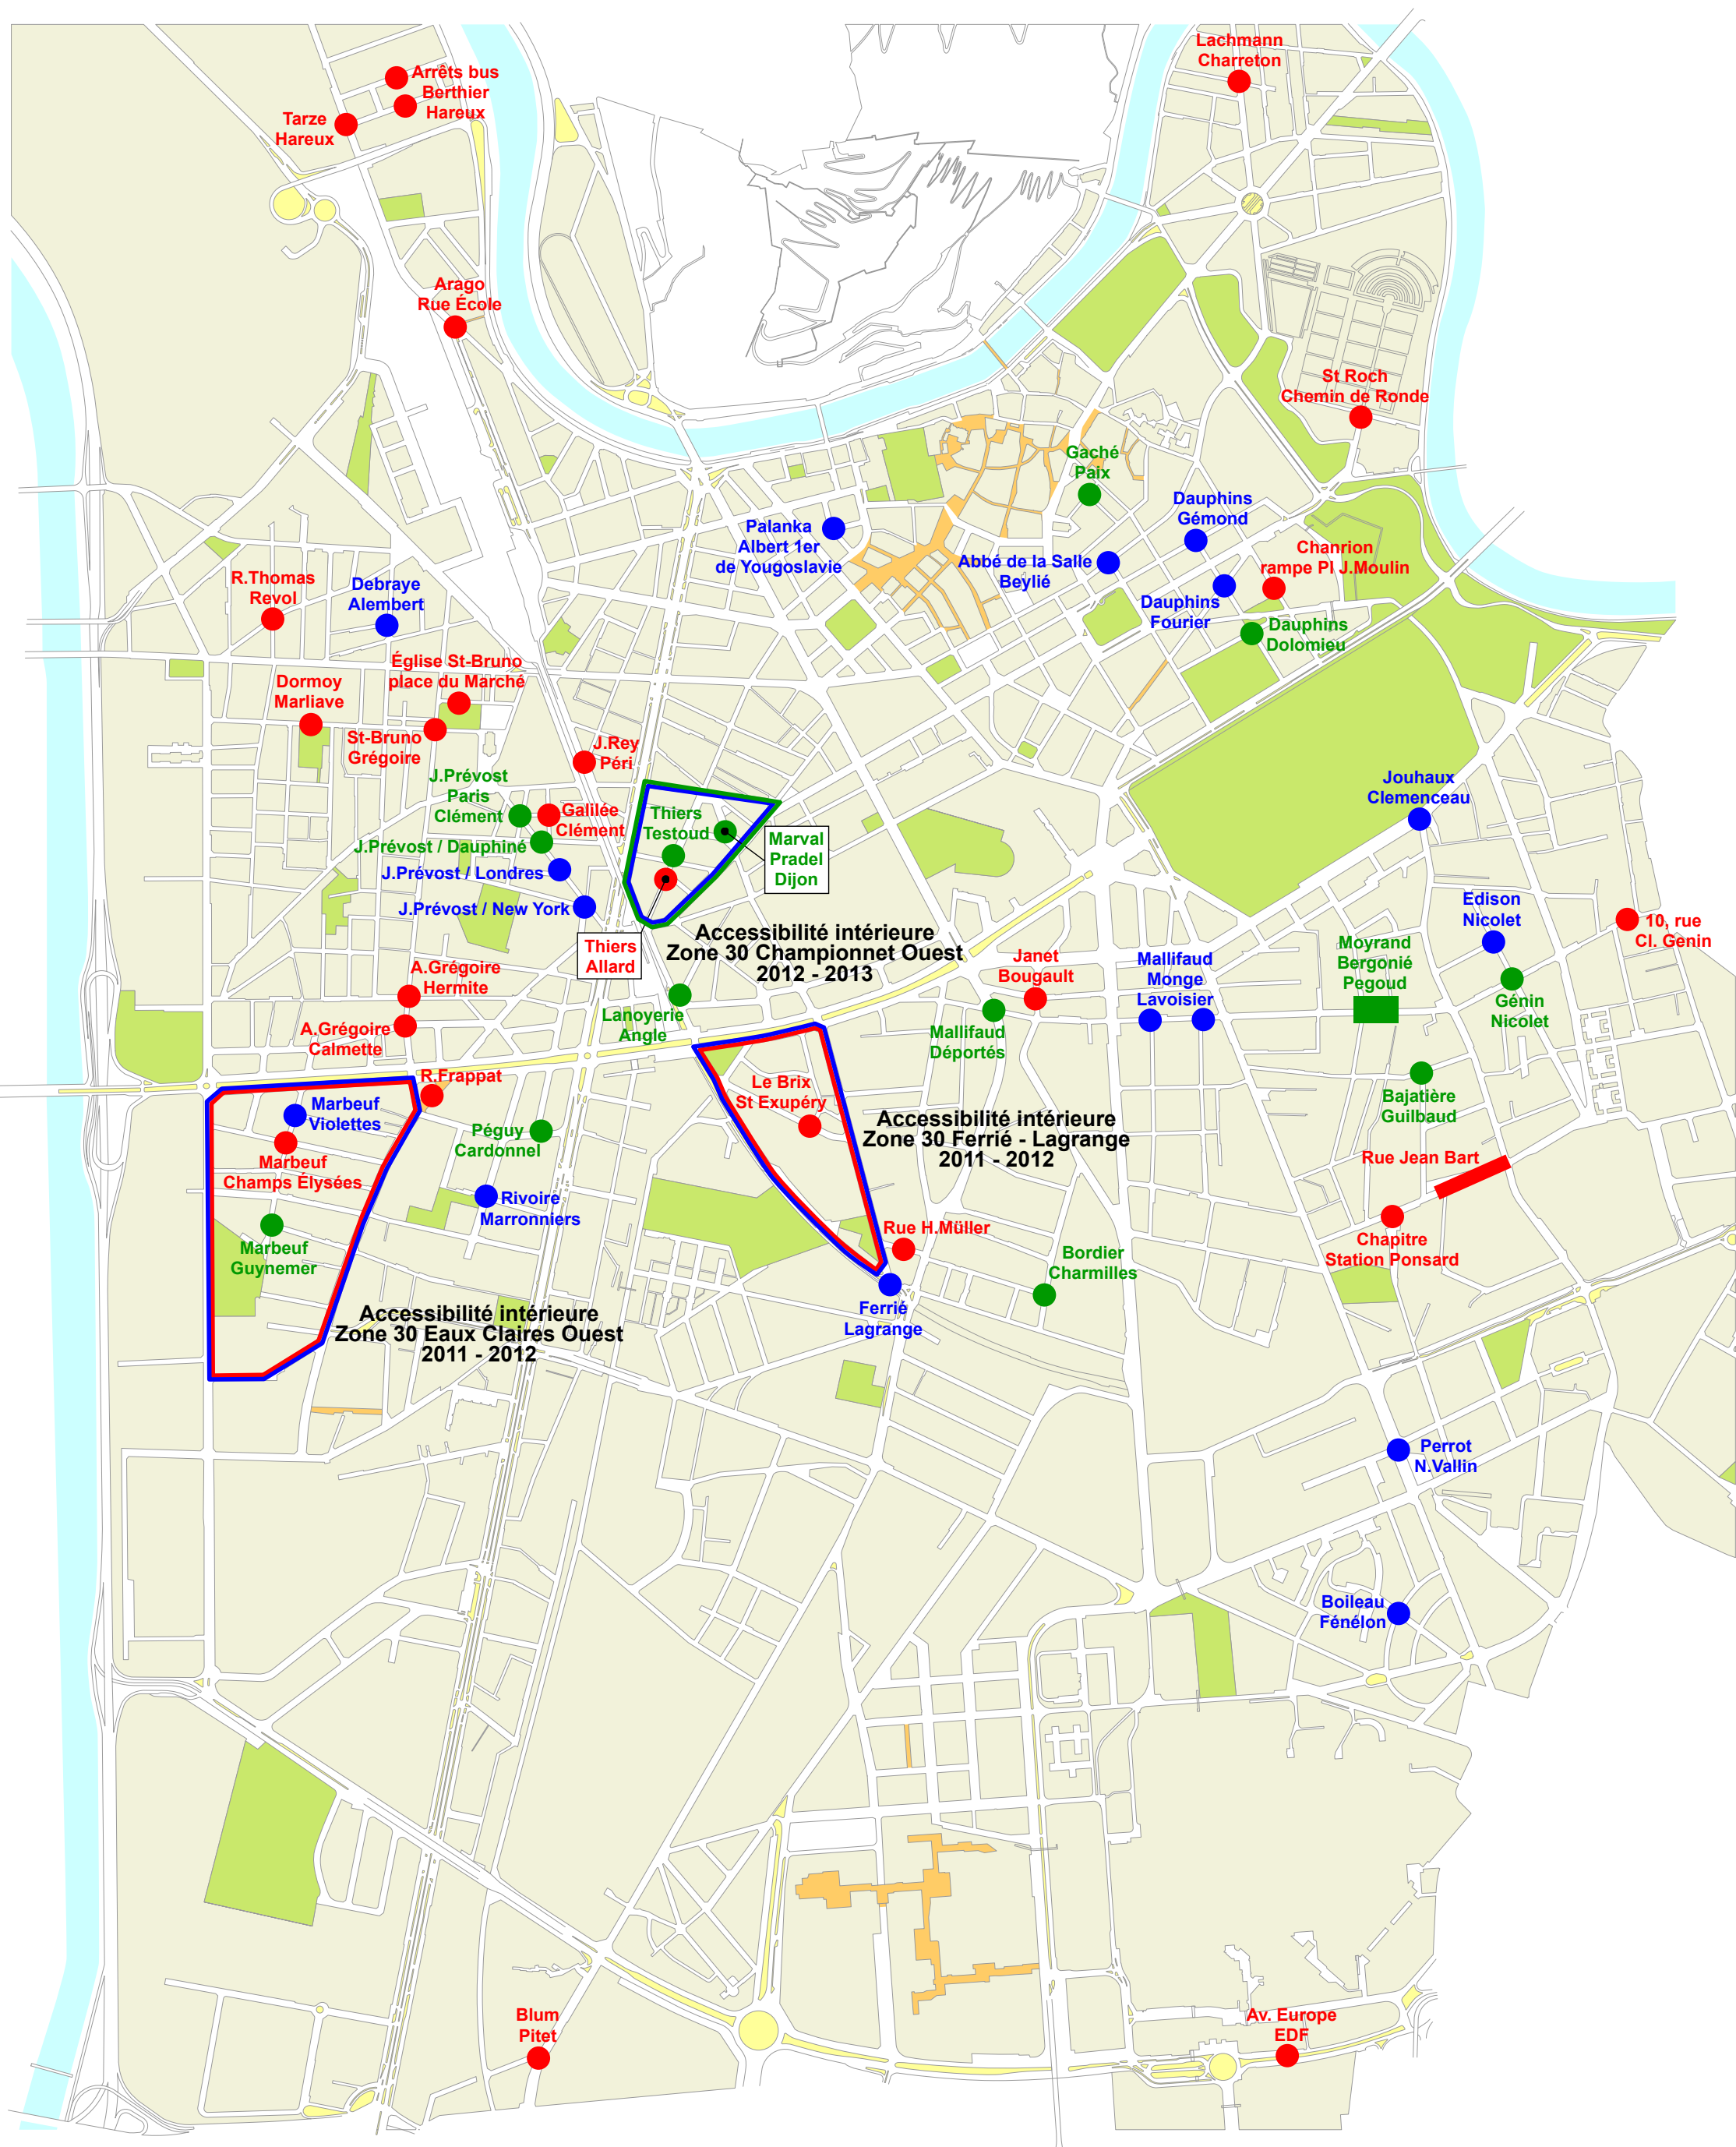 Lachmann
Charreton
Arrêts bus
Berthier
Hareux
Tarze
Hareux
Arago
Rue École
St Roch
Chemin de Ronde
Gaché
Paix
Dauphins
Gémond
Palanka
Albert 1er
de Yougoslavie
Abbé de la Salle
Beylié
Chanrion
rampe Pl J.Moulin
Dauphins
Fourier
Dauphins
Dolomieu
R.Thomas
Revol
Debraye
Alembert
Église St-Bruno
place du Marché
Dormoy
Marliave
St-Bruno
Grégoire
J.Rey
Péri
J.Prévost
Paris
Clément
Galilée
Clément
J.Prévost / Dauphiné
J.Prévost / Londres
J.Prévost / New York
Thiers
Testoud
Marval
Pradel
Dijon
Thiers
Allard
Accessibilité intérieure
Zone 30 Championnet Ouest
2012 - 2013
Jouhaux
Clemenceau
Edison
Nicolet
10, rue
Cl. Genin
Moyrand
Bergonié
Pegoud
Génin
Nicolet
Janet
Bougault
Mallifaud
Monge
Lavoisier
Mallifaud
Déportés
A.Grégoire
Hermite
A.Grégoire
Calmette
Lanoyerie
Angle
R.Frappat
Marbeuf
Violettes
Marbeuf
Champs Élysées
Marbeuf
Guynemer
Péguy
Cardonnel
Rivoire
Marronniers
Le Brix
St Exupéry
Accessibilité intérieure
Zone 30 Ferrié - Lagrange
2011 - 2012
Bajatière
Guilbaud
Rue Jean Bart
Chapitre
Station Ponsard
Rue H.Müller
Bordier
Charmilles
Ferrié
Lagrange
Accessibilité intérieure
Zone 30 Eaux Claires Ouest
2011 - 2012
Perrot
N.Vallin
Boileau
Fénélon
Blum
Pitet
Av. Europe
EDF